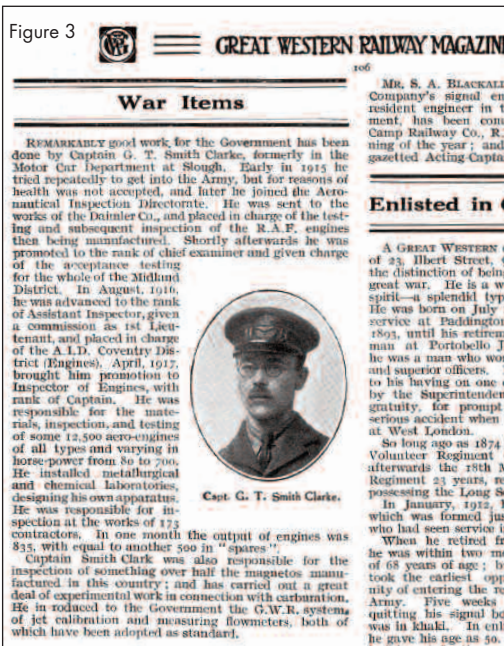 Figure 3
GWR
GREAT WESTERN RAILWAY MAGAZINE
106
War Items
REMARKABLY good work for the Government has been
done by Captain G. T. Smith Clarke, formerly in the
Motor Car Department at Slough. Early in 1915 he
tried repeatedly to get into the Army, but for reasons of
health was not accepted, and later he joined the Aero-
nautical Inspection Directorate. He was sent to the
works of the Daimler Co., and placed in charge of the test-
ing and subsequent inspection of the R.A.F. engines
then being manufactured. Shortly afterwards he was
promoted to the rank of chief examiner and given charge
of the acceptance testing
for the whole of the Midland
District. In August, 1916,
he was advanced to the rank
of Assistant Inspector, given
a commission as 1st Lieu-
tenant, and placed in charge
of the A.I.D. Coventry Dis-
trict (Engines). April, 1917,
brought him promotion to
Inspector of Engines, with
rank of Captain. He was
responsible for the mate-
rials, inspection, and testing
of some 12,500 aero-engines
of all types and varying in
horse-power from 80 to 700.
He installed metallurgical
and chemical laboratories,
designing his own apparatus.
He was responsible for in-
spection at the works of 173
contractors. In one month the output of engines was
835, with equal to another 500 in "spares".
Captain Smith Clark was also responsible for the
inspection of something over half the magnetos manu-
factured in this country; and has carried out a great
deal of experimental work in connection with carburation.
He in roduced to the Government the G.W.R. system
of jet calibration and measuring flowmeters, both of
which have been adopted as standard.
Capt. G. T. Smith Clarke.
MR. S. A. BLACKALL
Company's signal en
resident engineer in t
ment, has been com
Camp Railway Co., R.
ning of the year; and
gazetted Acting Capta
Enlisted in
A GREAT WESTERN
of 23, Ilbert Street,
the distinction of bein
great war. He is a w
spirit—a splendid typ
He was born on July
service at Paddington
1893, until his retirem
man at Portobello J
he was a man who wo
and superior officers.
to his having on one
by the Superintenden
gratuity, for prompt
serious accident when
at West London.
So long ago as 1874
Volunteer Regiment
afterwards the 18th M
Regiment 23 years, re
possessing the Long S
In January, 1912,
which was formed jus
who had seen service i
When he retired fr
he was within two m
of 68 years of age; b
took the earliest opp
nity of entering the re
Army. Five weeks
quitting his signal bo
was in khaki. In enl
he gave his age as 50.